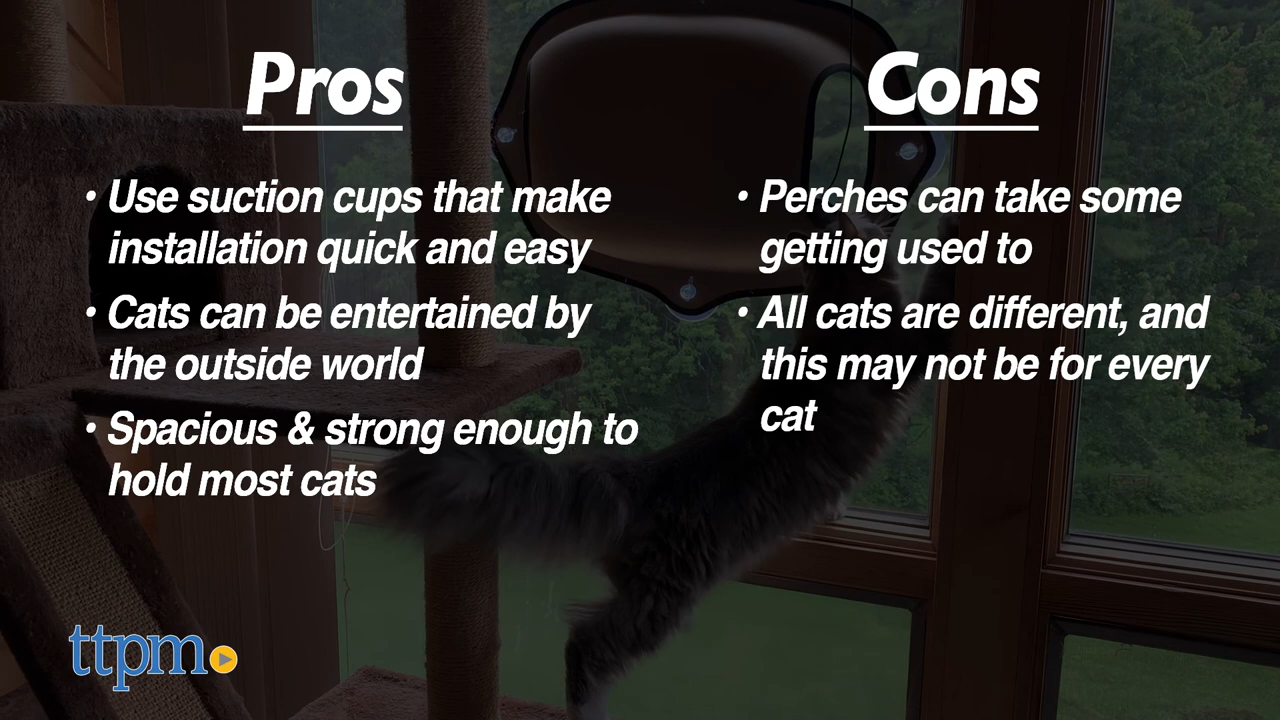 Pros
• Use suction cups that make
installation quick and easy
• Cats can be entertained by
the outside world
• Spacious & strong enough to
hold most cats
Cons
• Perches can take some
getting used to
• All cats are different, and
this may not be for every
cat
ttpm